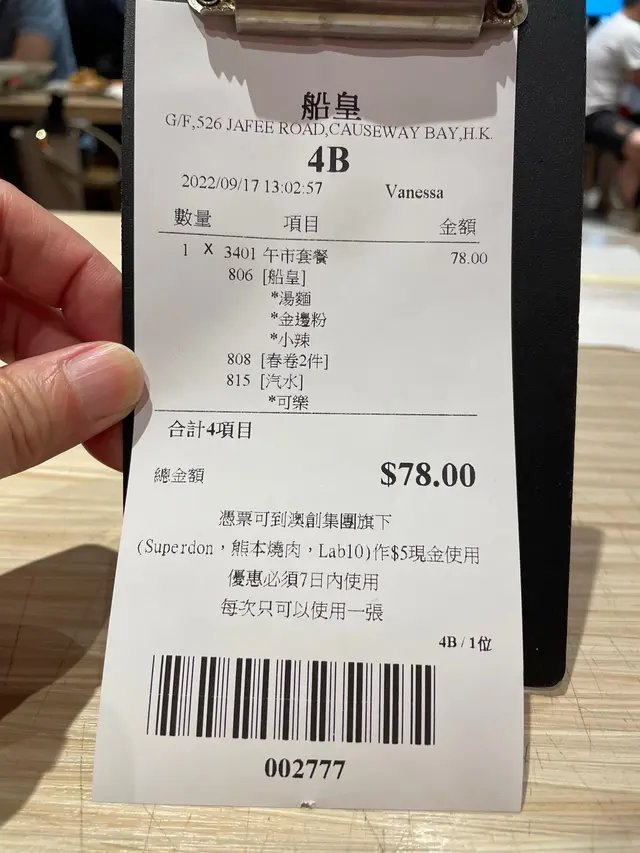 船皇
G/F,526 JAFEE ROAD,CAUSEWAY BAY,H.K.
4B
2022/09/17 13:02:57 Vanessa
數量 項目 金額
1 X 3401 午市套餐 78.00
806 [船皇]
*湯麵
*金邊粉
*小辣
808 [春卷2件]
815 [汽水]
*可樂
合計4項目
總金額 $78.00
憑票可到澳創集團旗下
(Superdon，熊本燒肉，Lab10)作$5現金使用
優惠必須7日內使用
每次只可以使用一張
4B / 1位
002777